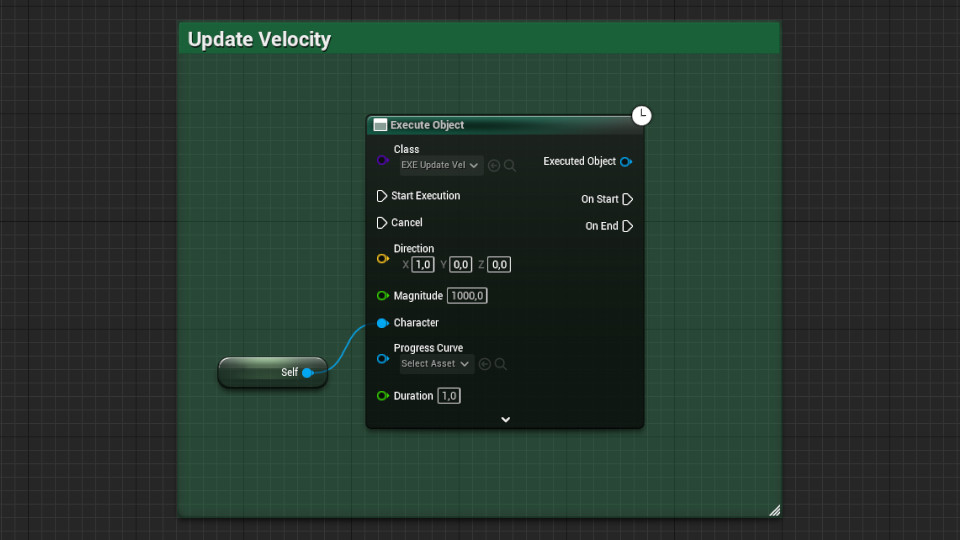 Update Velocity
Execute Object
Class
EXE Update Vel
Executed Object
Start Execution
On Start
Cancel
On End
Direction
X 1,0 Y 0,0 Z 0,0
Magnitude 1000,0
Character
Progress Curve
Select Asset
Self
Duration 1,0